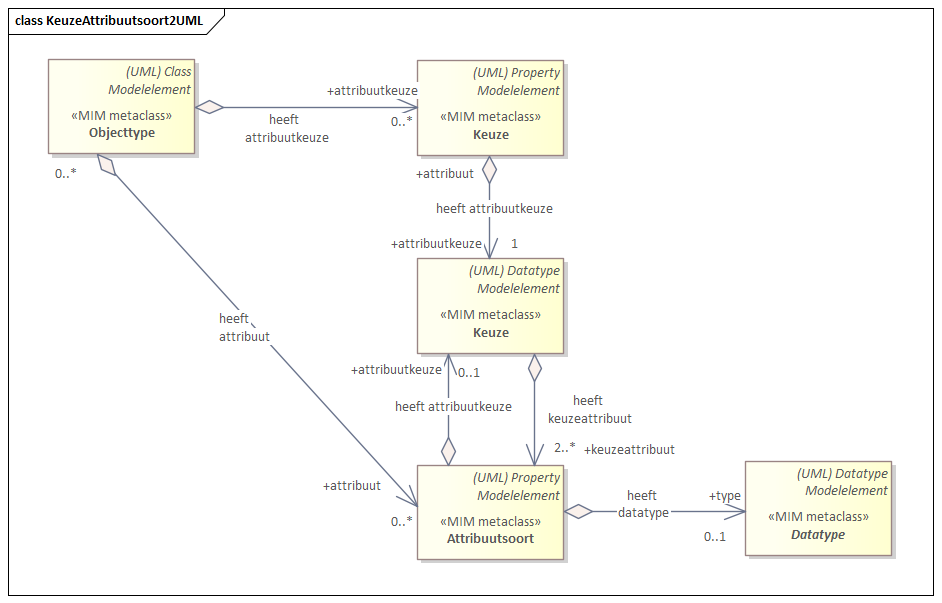 class KeuzeAttribuutsoort2UML
(UML) Class
Modelelement
«MIM metaclass»
Objecttype
+attribuutkeuze
0..*
heeft
attribuutkeuze
(UML) Property
Modelelement
«MIM metaclass»
Keuze
0..*
+attribuut
heeft attribuutkeuze
+attribuutkeuze
1
(UML) Datatype
Modelelement
«MIM metaclass»
Keuze
heeft
attribuut
+attribuutkeuze
0..1
heeft attribuutkeuze
heeft
keuzeattribuut
2..*
+keuzeattribuut
+attribuut
0..*
(UML) Property
Modelelement
«MIM metaclass»
Attribuutsoort
heeft
datatype
+type
0..1
(UML) Datatype
Modelelement
«MIM metaclass»
Datatype